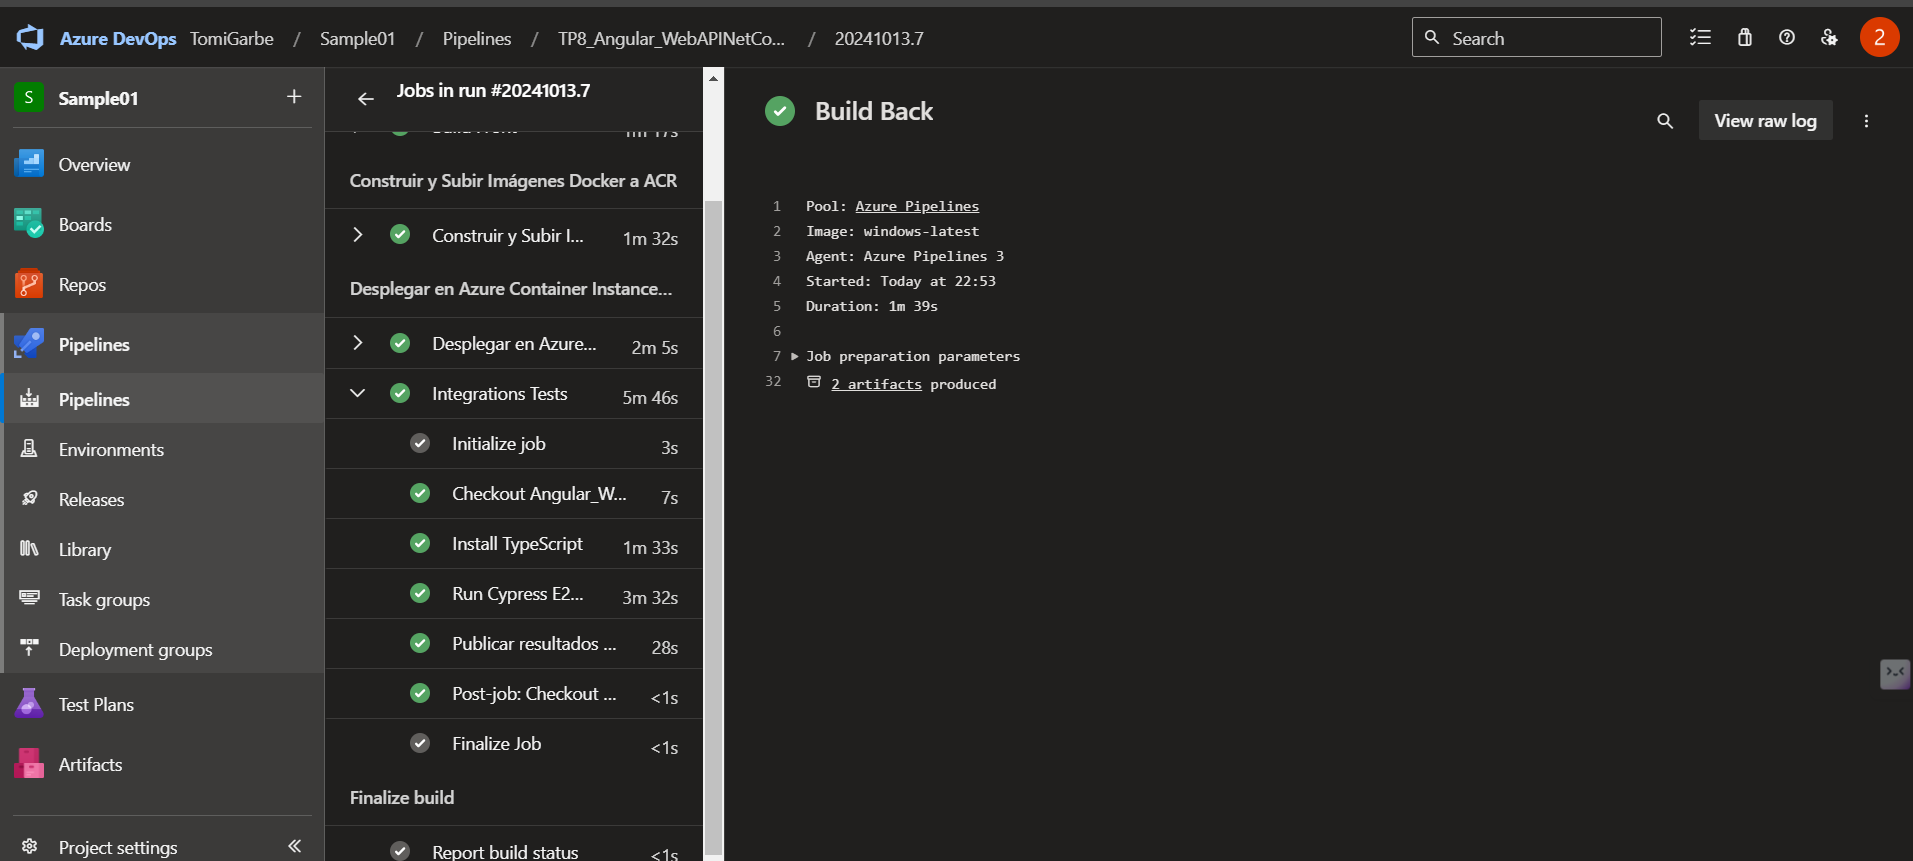 Azure DevOps TomiGarbe / Sample01 / Pipelines / TP8_Angular_WebAPINetCo... / 20241013.7
Search
2
S Sample01 +
Overview
Boards
Repos
Pipelines
Pipelines
Environments
Releases
Library
Task groups
Deployment groups
Test Plans
Artifacts
Project settings
Jobs in run #20241013.7
Construir y Subir Imágenes Docker a ACR
Construir y Subir I... 1m 32s
Desplegar en Azure Container Instance...
Desplegar en Azure... 2m 5s
Integrations Tests 5m 46s
Initialize job 3s
Checkout Angular_W... 7s
Install TypeScript 1m 33s
Run Cypress E2... 3m 32s
Publicar resultados ... 28s
Post-job: Checkout ... <1s
Finalize Job <1s
Finalize build
Report build status <1s
Build Back
View raw log
1 Pool: Azure Pipelines
2 Image: windows-latest
3 Agent: Azure Pipelines 3
4 Started: Today at 22:53
5 Duration: 1m 39s
6
7 Job preparation parameters
32 2 artifacts produced